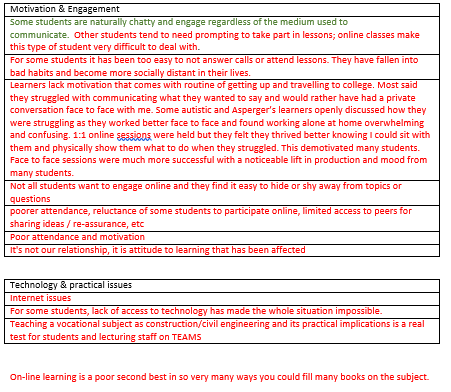 Motivation & Engagement
Some students are naturally chatty and engage regardless of the medium used to
communicate.  Other students tend to need prompting to take part in lessons; online classes make
this type of student very difficult to deal with.
For some students it has been too easy to not answer calls or attend lessons. They have fallen into
bad habits and become more socially distant in their lives.
Learners lack motivation that comes with routine of getting up and travelling to college. Most said
they struggled with communicating what they wanted to say and would rather have had a private
conversation face to face with me. Some autistic and Asperger's learners openly discussed how they
were struggling as they worked better face to face and found working alone at home overwhelming
and confusing. 1:1 online sessions were held but they felt they thrived better knowing I could sit with
them and physically show them what to do when they struggled. This demotivated many students.
Face to face sessions were much more successful with a noticeable lift in production and mood from
many students.
Not all students want to engage online and they find it easy to hide or shy away from topics or
questions
poorer attendance, reluctance of some students to participate online, limited access to peers for
sharing ideas / re-assurance, etc
Poor attendance and motivation
It's not our relationship, it is attitude to learning that has been affected
Technology & practical issues
Internet issues
For some students, lack of access to technology has made the whole situation impossible.
Teaching a vocational subject as construction/civil engineering and its practical implications is a real
test for students and lecturing staff on TEAMS
On-line learning is a poor second best in so very many ways you could fill many books on the subject.